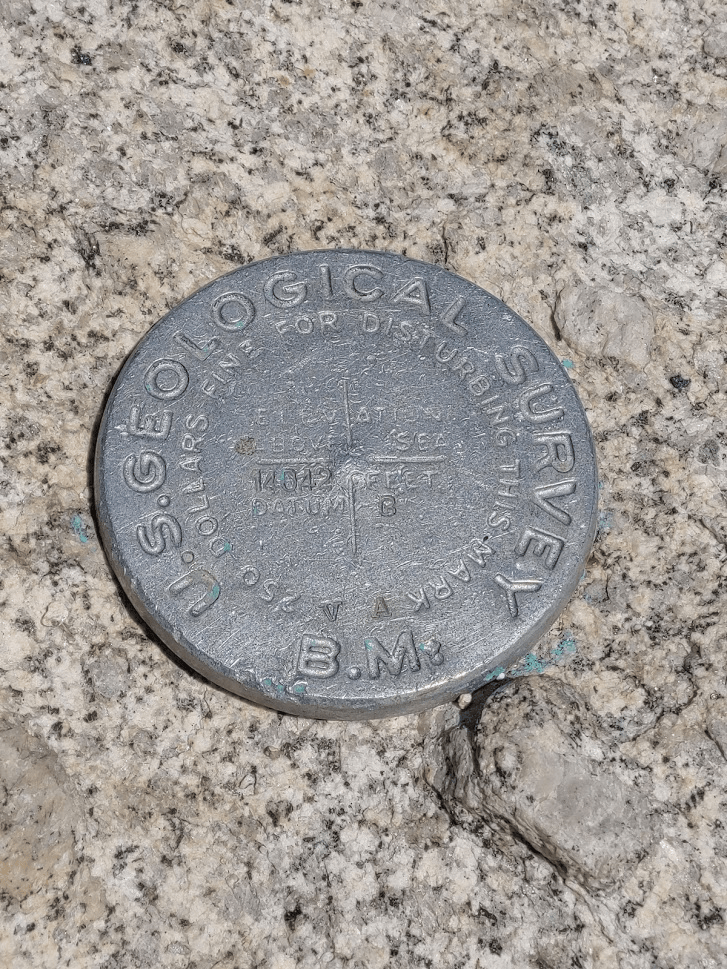 U.S.GEOLOGICAL SURVEY
B.M.
250 DOLLARS FINE FOR DISTURBING THIS MARK
ELEVATION
ABOVE SEA
14042 FEET
DATUM B
V A